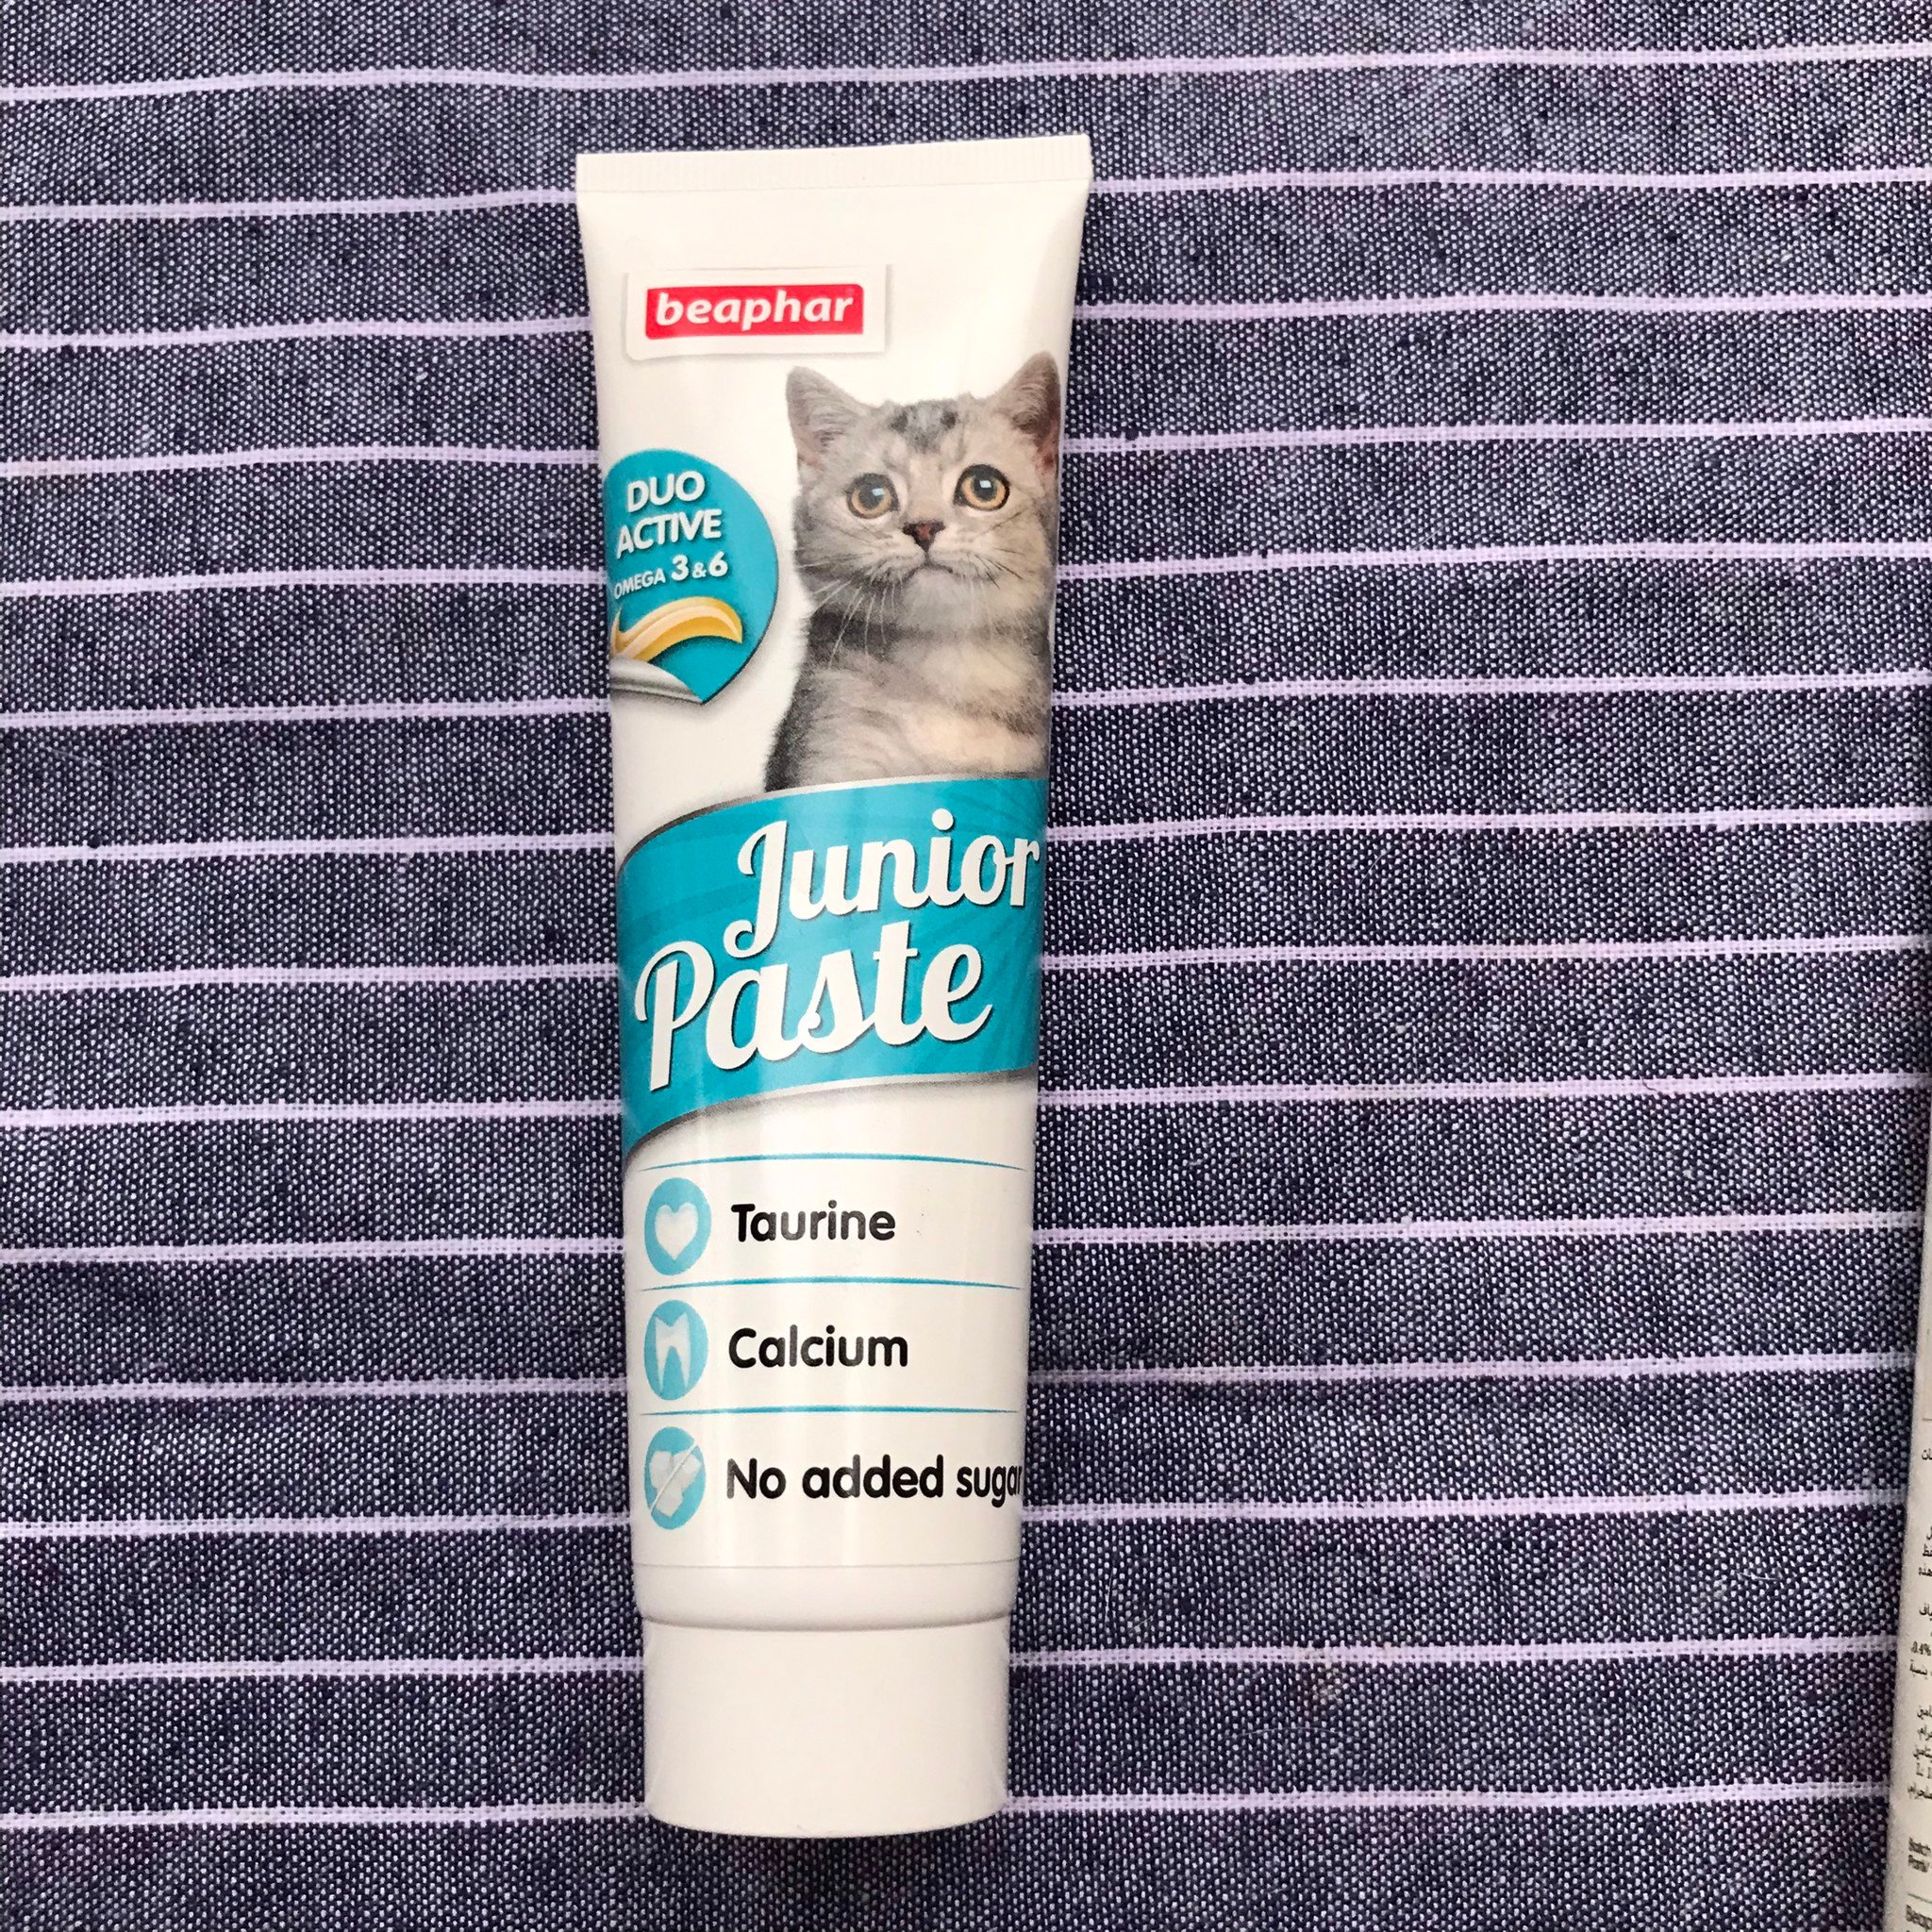 beaphar
DUO
ACTIVE
OMEGA 3 & 6
Junior
Paste
Taurine
Calcium
No added sugar